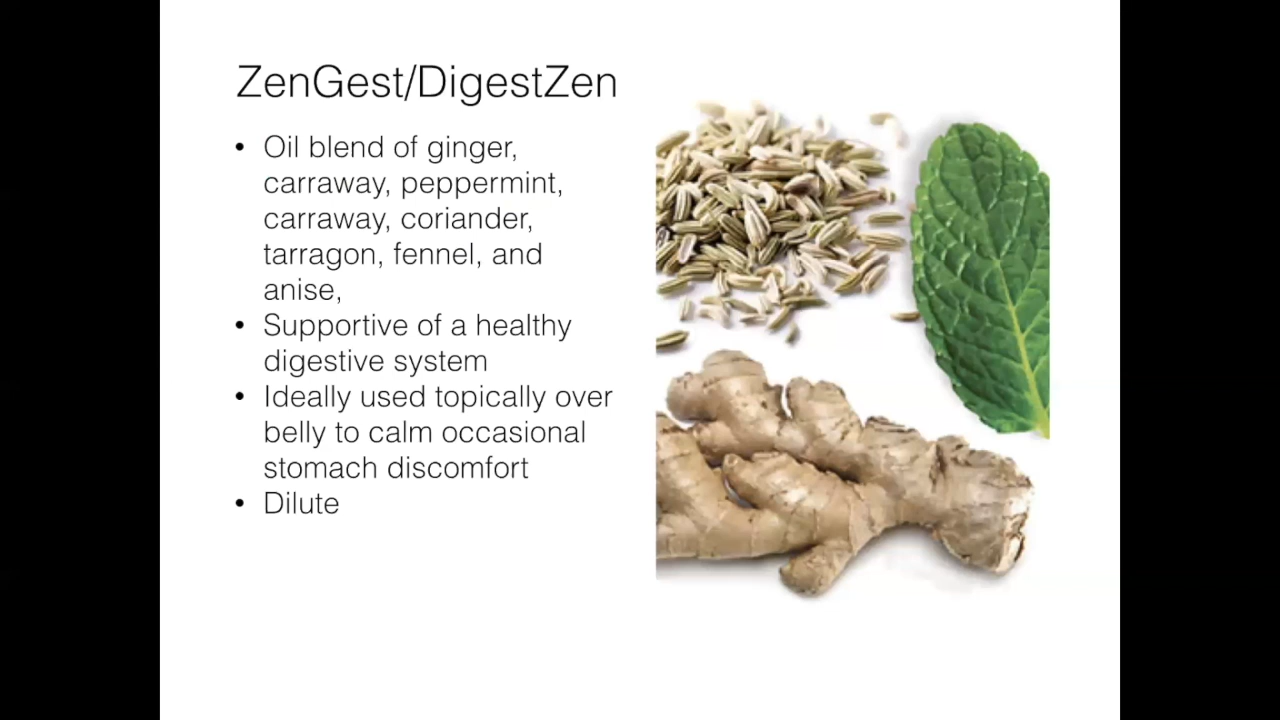 ZenGest/DigestZen
• Oil blend of ginger,
carraway, peppermint,
carraway, coriander,
tarragon, fennel, and
anise,
• Supportive of a healthy
digestive system
• Ideally used topically over
belly to calm occasional
stomach discomfort
• Dilute